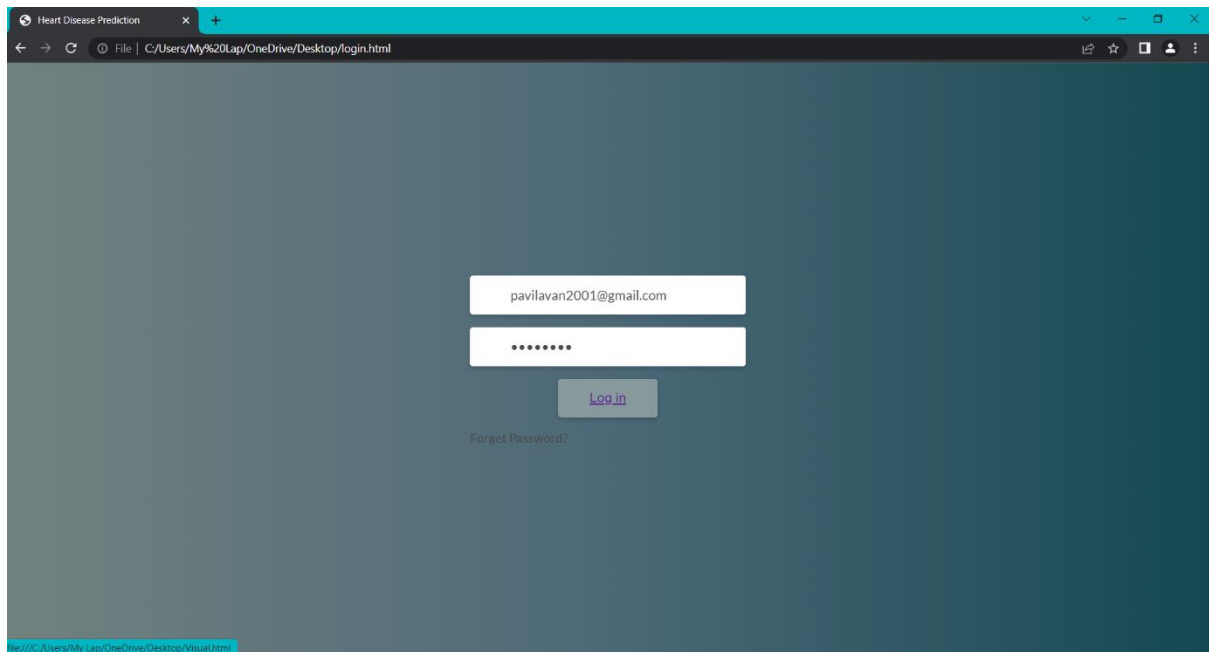 Heart Disease Prediction
File | C:/Users/My%20Lap/OneDrive/Desktop/login.html
pavilavan2001@gmail.com
••••••••
Log in
Forget Password?
file:///C:/Users/My Lap/OneDrive/Desktop/Visual.html